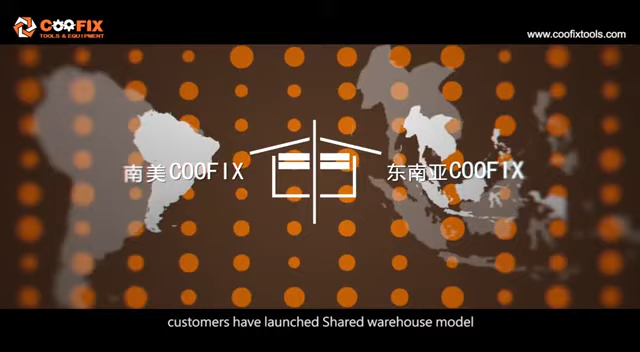 COOFIX
TOOLS & EQUIPMENT
www.coofixtools.com
南美COOFIX
东南亚COOFIX
customers have launched Shared warehouse model